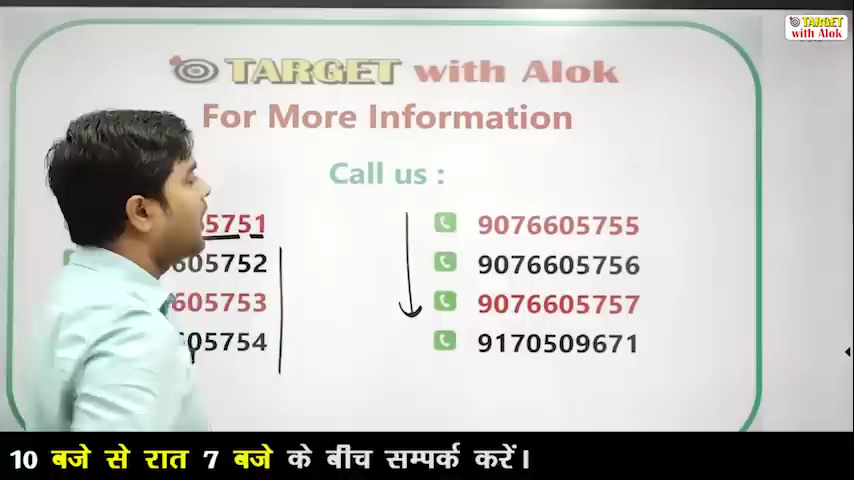 TARGET
with Alok
TARGET with Alok
For More Information
Call us :
5751
605752
605753
05754
9076605755
9076605756
9076605757
9170509671
10 बजे से रात 7 बजे के बीच सम्पर्क करें।